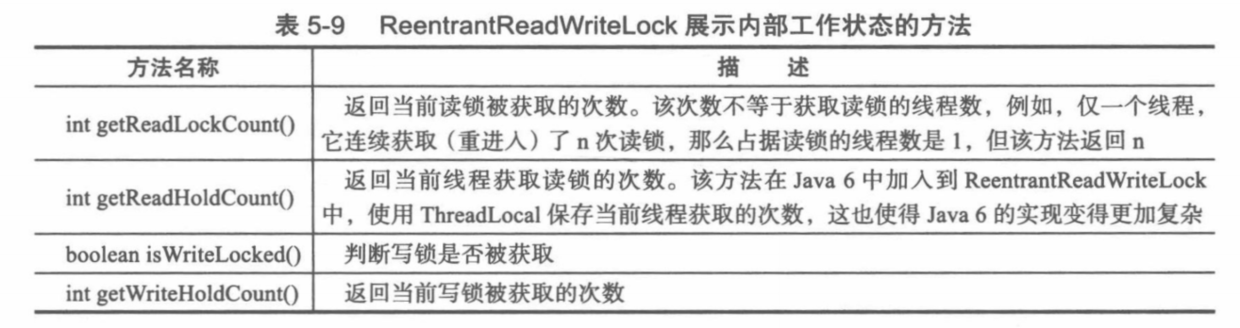 表 5-9 ReentrantReadWriteLock 展示内部工作状态的方法
方法名称 描 述
int getReadLockCount() 返回当前读锁被获取的次数。该次数不等于获取读锁的线程数，例如，仅一个线程，
它连续获取（重进入）了 n 次读锁，那么占据读锁的线程数是 1，但该方法返回 n
int getReadHoldCount() 返回当前线程获取读锁的次数。该方法在 Java 6 中加入到 ReentrantReadWriteLock
中，使用 ThreadLocal 保存当前线程获取的次数，这也使得 Java 6 的实现变得更加复杂
boolean isWriteLocked() 判断写锁是否被获取
int getWriteHoldCount() 返回当前写锁被获取的次数